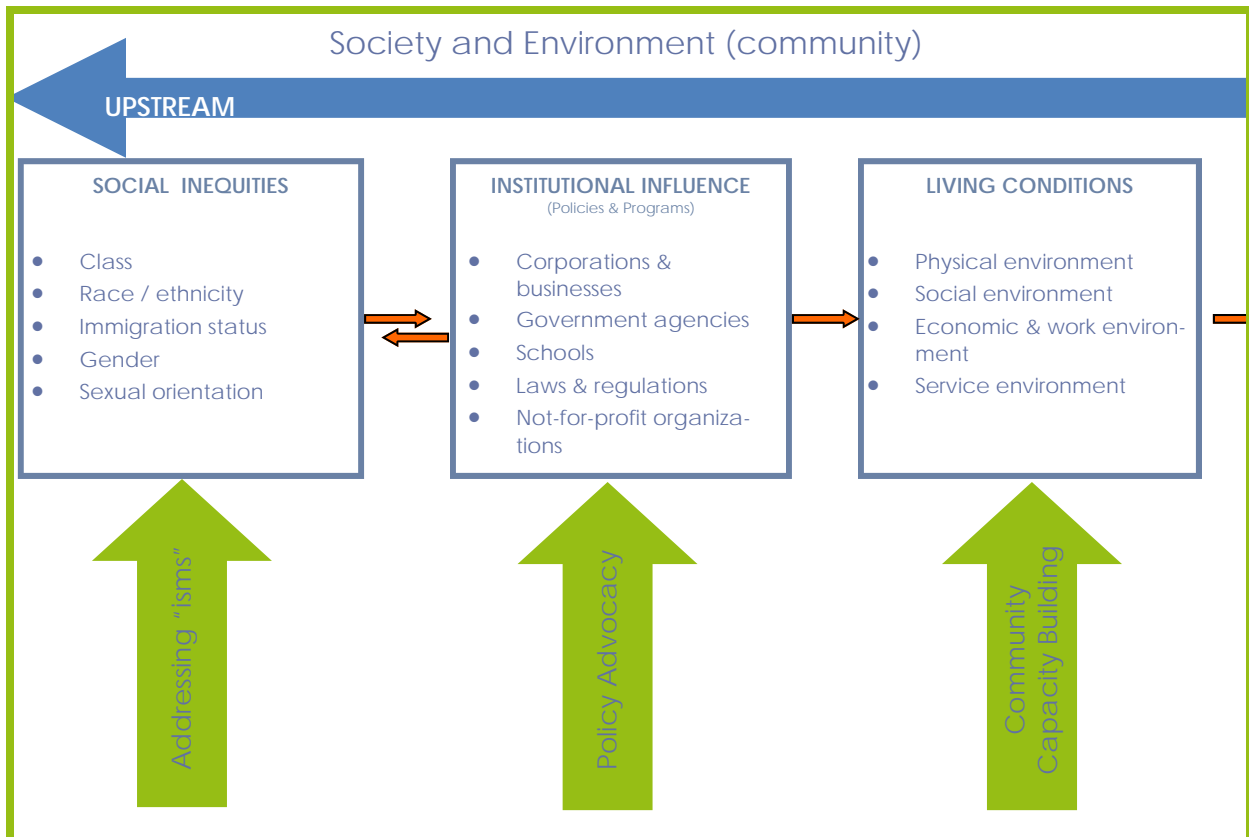 Society and Environment (community)
UPSTREAM
SOCIAL INEQUITIES
• Class
• Race / ethnicity
• Immigration status
• Gender
• Sexual orientation
INSTITUTIONAL INFLUENCE
(Policies & Programs)
• Corporations &
businesses
• Government agencies
• Schools
• Laws & regulations
• Not-for-profit organiza-
tions
LIVING CONDITIONS
• Physical environment
• Social environment
• Economic & work environ-
ment
• Service environment
Addressing "isms"
Policy Advocacy
Community
Capacity Building